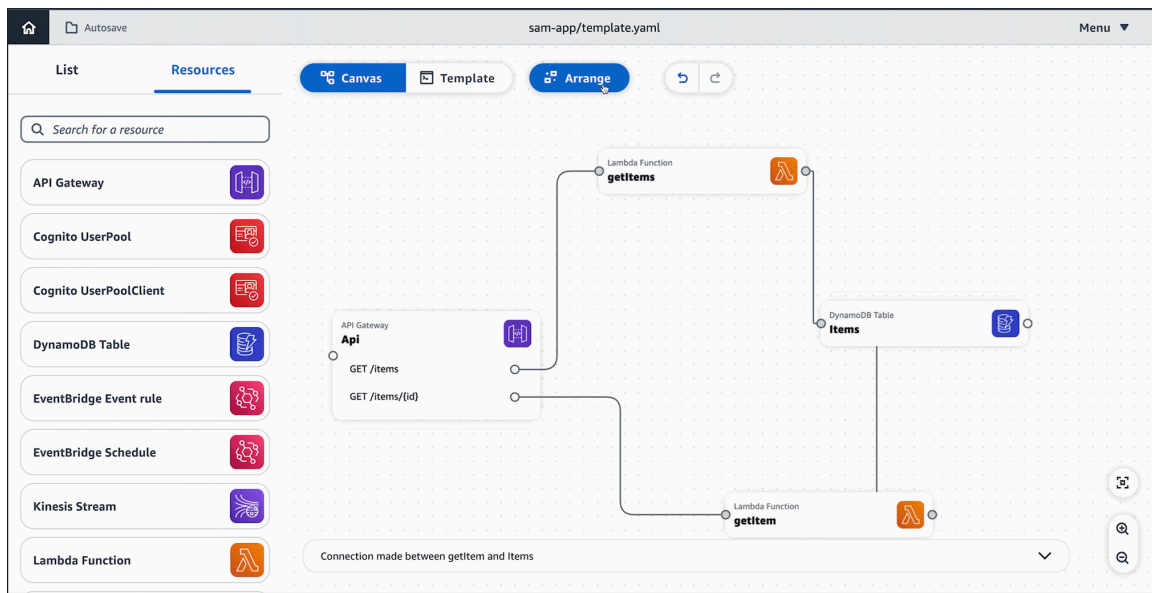 Autosave
sam-app/template.yaml
Menu
List
Resources
Canvas
Template
Arrange
Search for a resource
API Gateway
Cognito UserPool
Cognito UserPoolClient
DynamoDB Table
EventBridge Event rule
EventBridge Schedule
Kinesis Stream
Lambda Function
Lambda Function
getItems
API Gateway
Api
GET /items
GET /items/{id}
DynamoDB Table
Items
Lambda Function
getItem
Connection made between getItem and Items